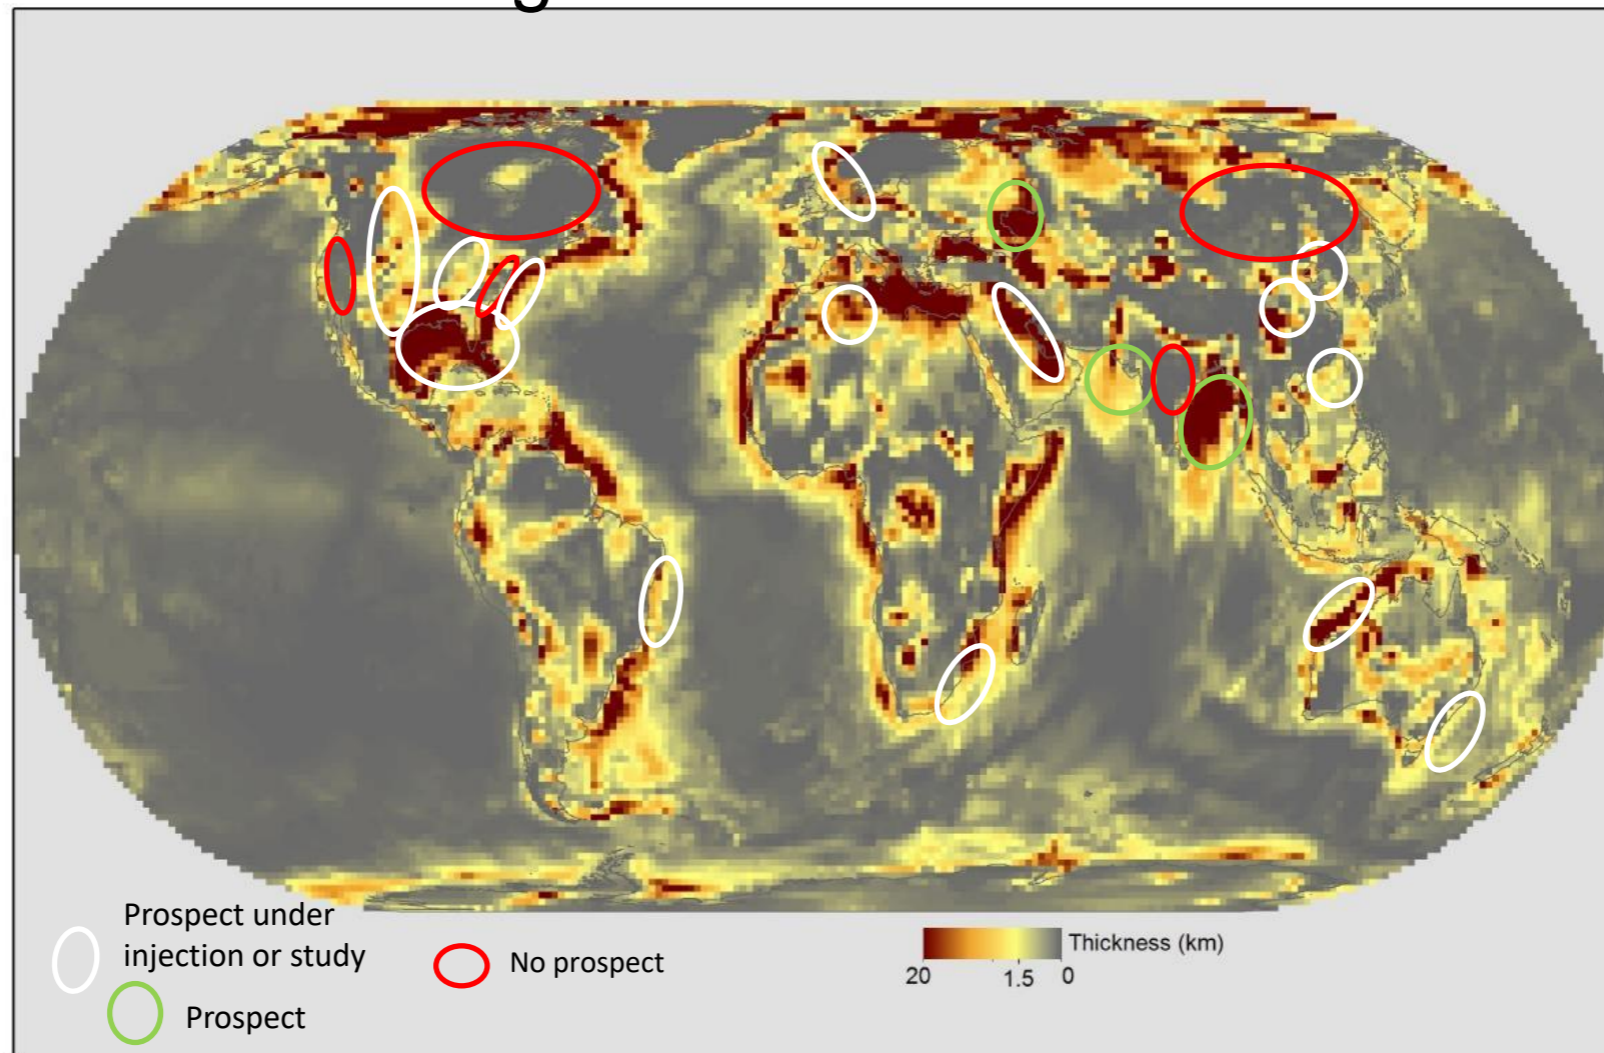 g
Prospect under
injection or study
No prospect
Prospect
Thickness (km)
20
1.5
0